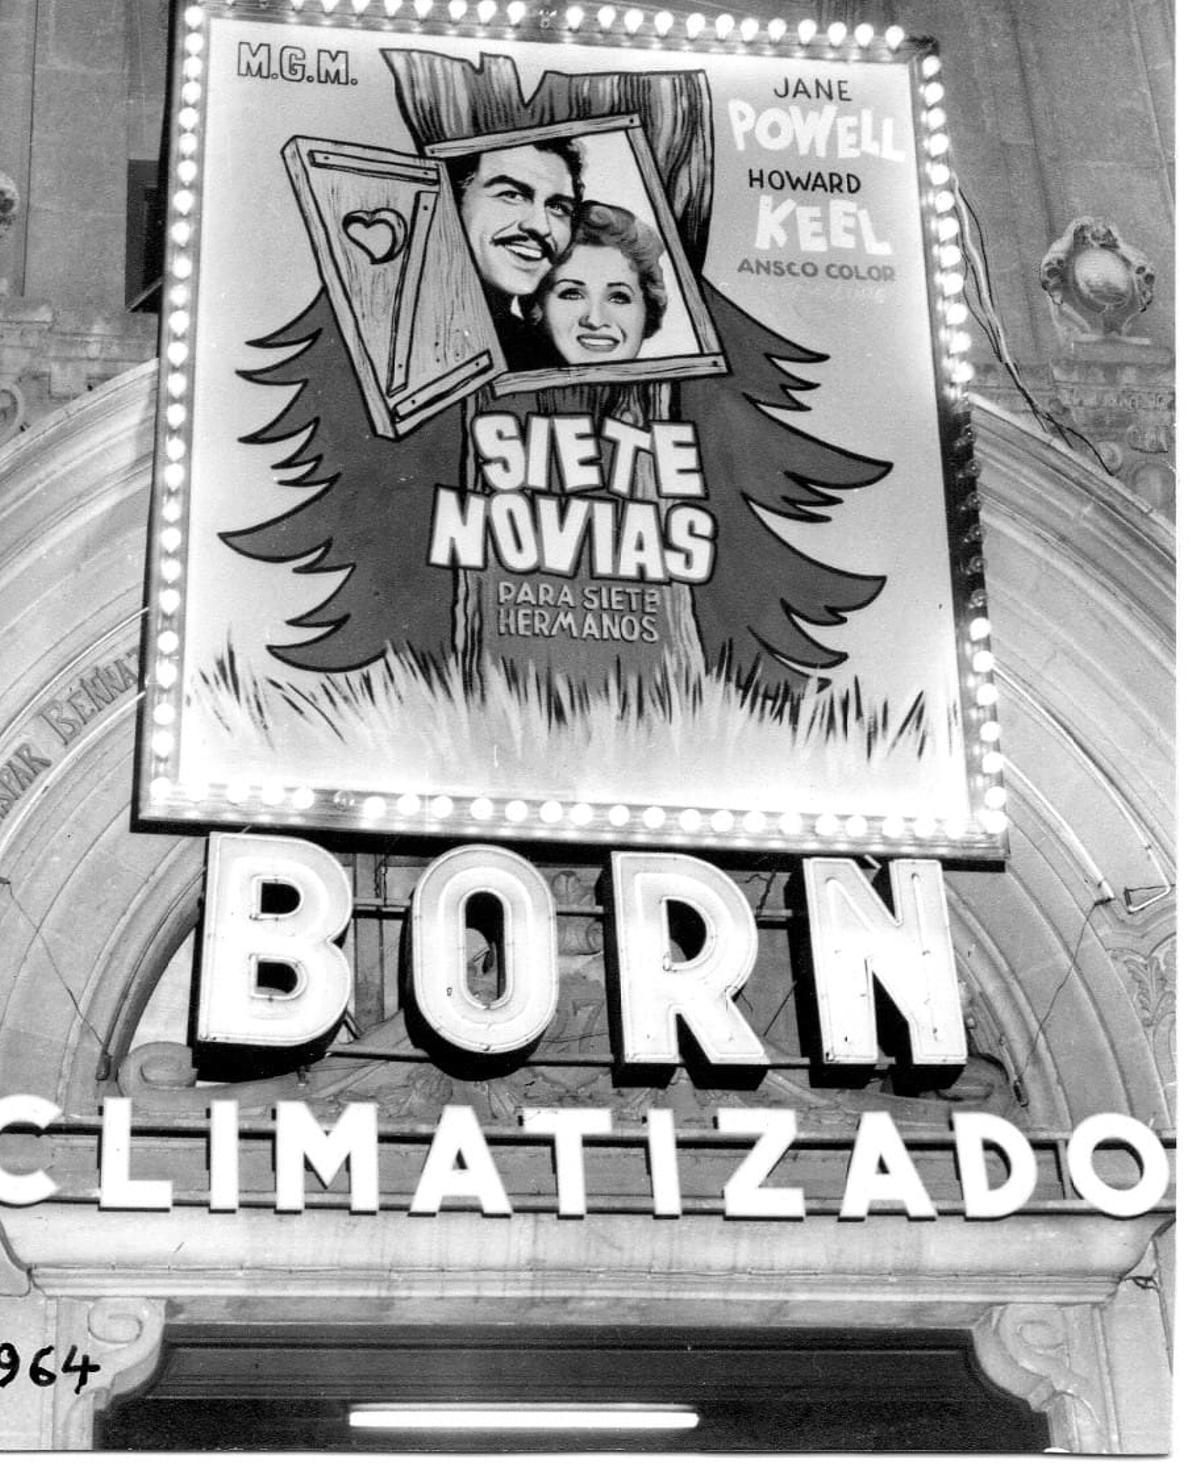 M.G.M.
JANE
POWELL
HOWARD
KEEL
ANSCO COLOR
SIETE
NOVIAS
PARA SIETE
HERMANOS
BORN
CLIMATIZADO
964